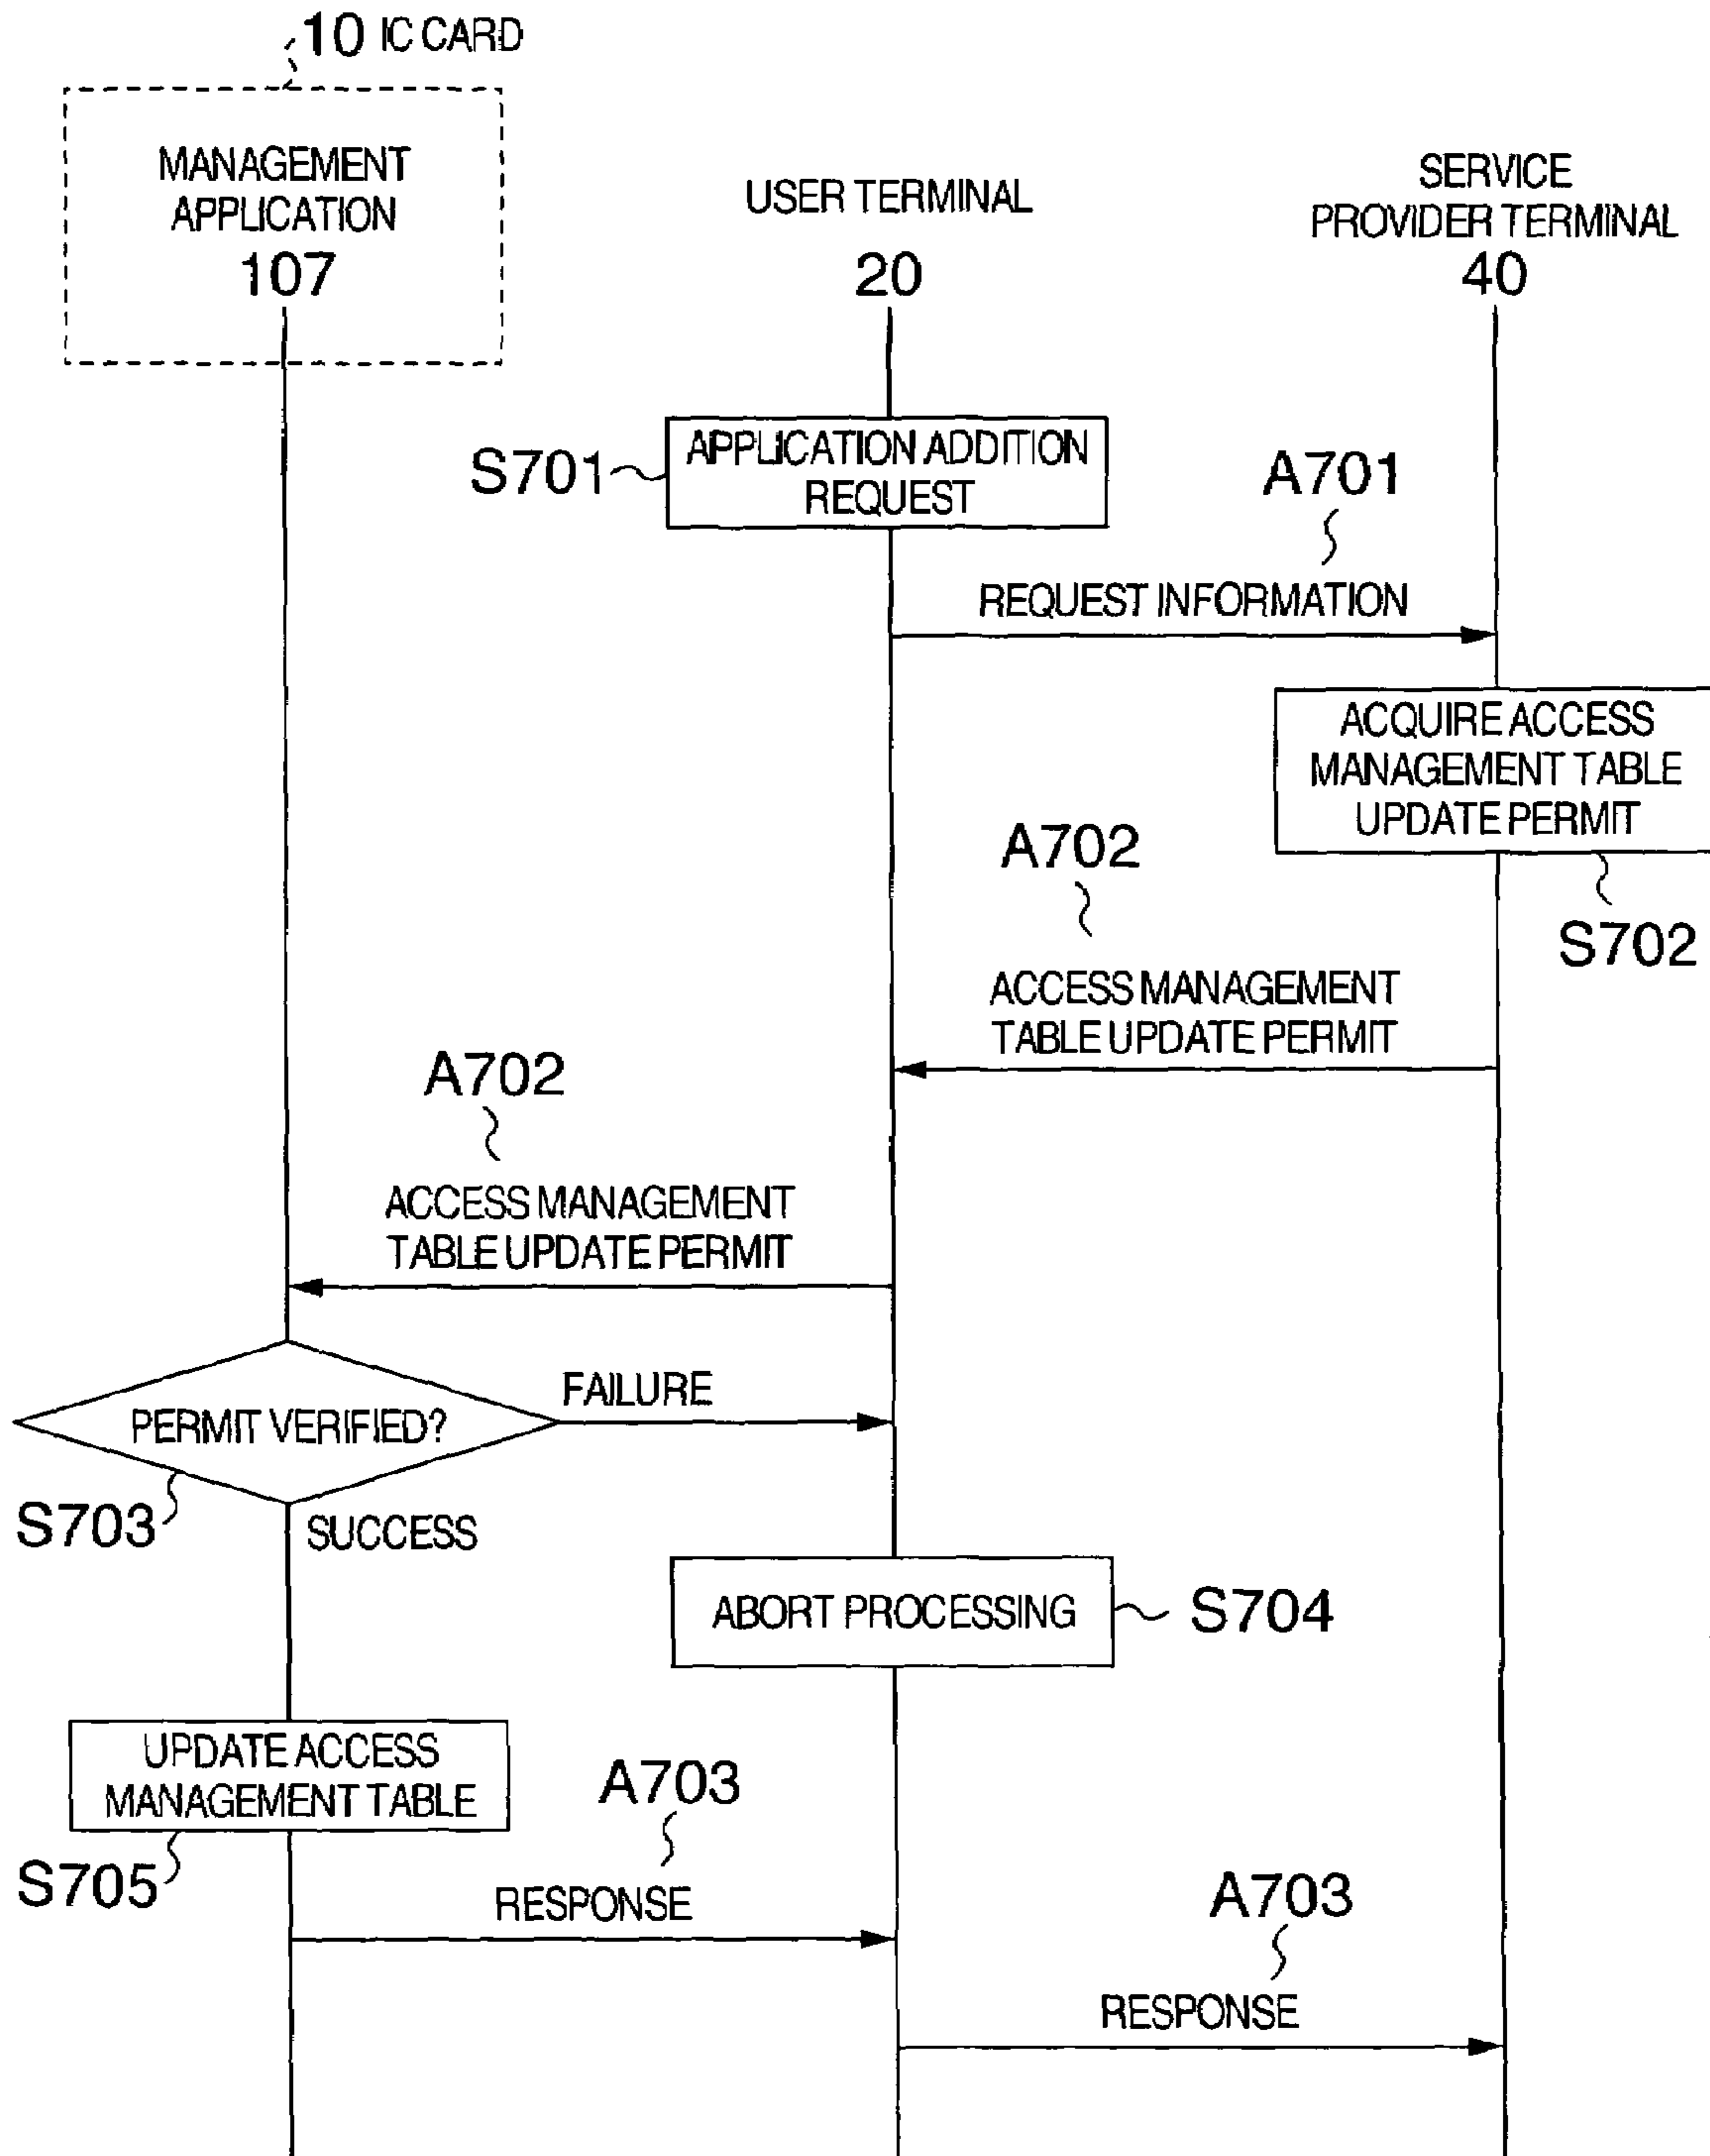 10 IC CARD
MANAGEMENT
APPLICATION
107
USER TERMINAL
20
SERVICE
PROVIDER TERMINAL
40
S701
APPLICATION ADDITION
REQUEST
A701
REQUEST INFORMATION
ACQUIRE ACCESS
MANAGEMENT TABLE
UPDATE PERMIT
S702
A702
ACCESS MANAGEMENT
TABLE UPDATE PERMIT
A702
ACCESS MANAGEMENT
TABLE UPDATE PERMIT
PERMIT VERIFIED?
FAILURE
S703
SUCCESS
ABORT PROCESSING
S704
UPDATE ACCESS
MANAGEMENT TABLE
S705
A703
RESPONSE
A703
RESPONSE